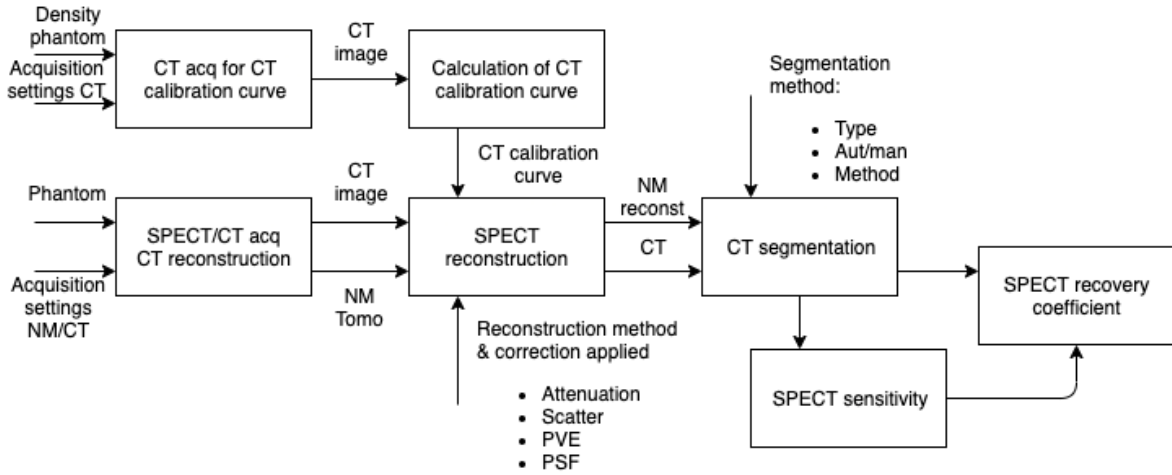 Density
phantom
Acquisition
settings CT
CT acq for CT
calibration curve
CT
image
Calculation of CT
calibration curve
CT calibration
curve
Segmentation
method:
• Type
• Aut/man
• Method
Phantom
Acquisition
settings
NM/CT
SPECT/CT acq
CT reconstruction
CT
image
NM
Tomo
SPECT
reconstruction
NM
reconst
CT
CT segmentation
SPECT recovery
coefficient
Reconstruction method
& correction applied
• Attenuation
• Scatter
• PVE
• PSF
SPECT sensitivity